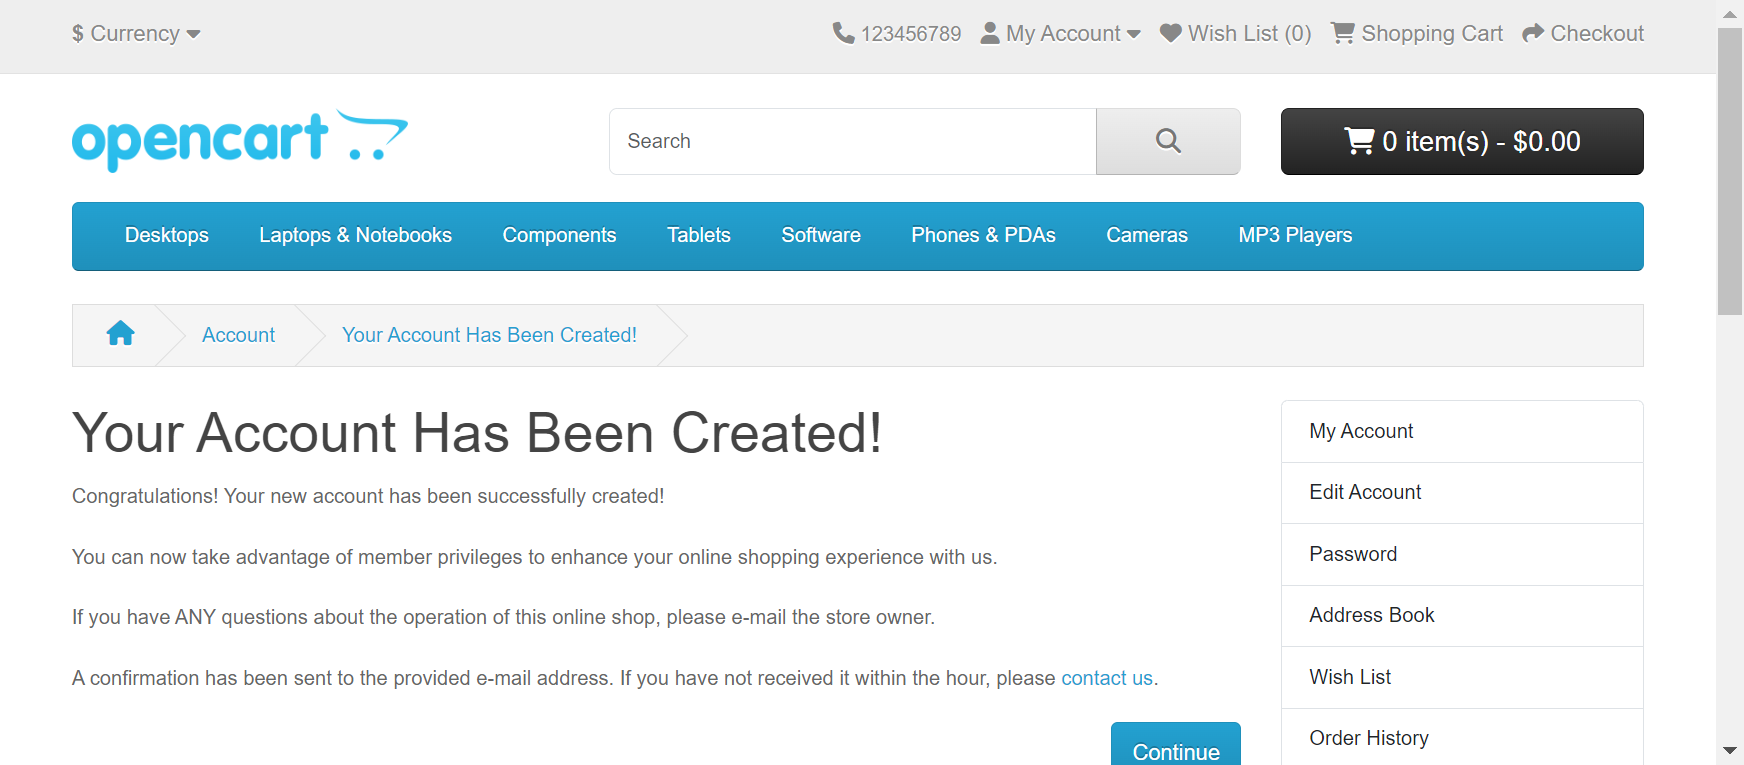 $ Currency
123456789 My Account Wish List (0) Shopping Cart Checkout
opencart
Search
0 item(s) - $0.00
Desktops Laptops & Notebooks Components Tablets Software Phones & PDAs Cameras MP3 Players
Account Your Account Has Been Created!
Your Account Has Been Created!
Congratulations! Your new account has been successfully created!
You can now take advantage of member privileges to enhance your online shopping experience with us.
If you have ANY questions about the operation of this online shop, please e-mail the store owner.
A confirmation has been sent to the provided e-mail address. If you have not received it within the hour, please contact us.
Continue
My Account
Edit Account
Password
Address Book
Wish List
Order History